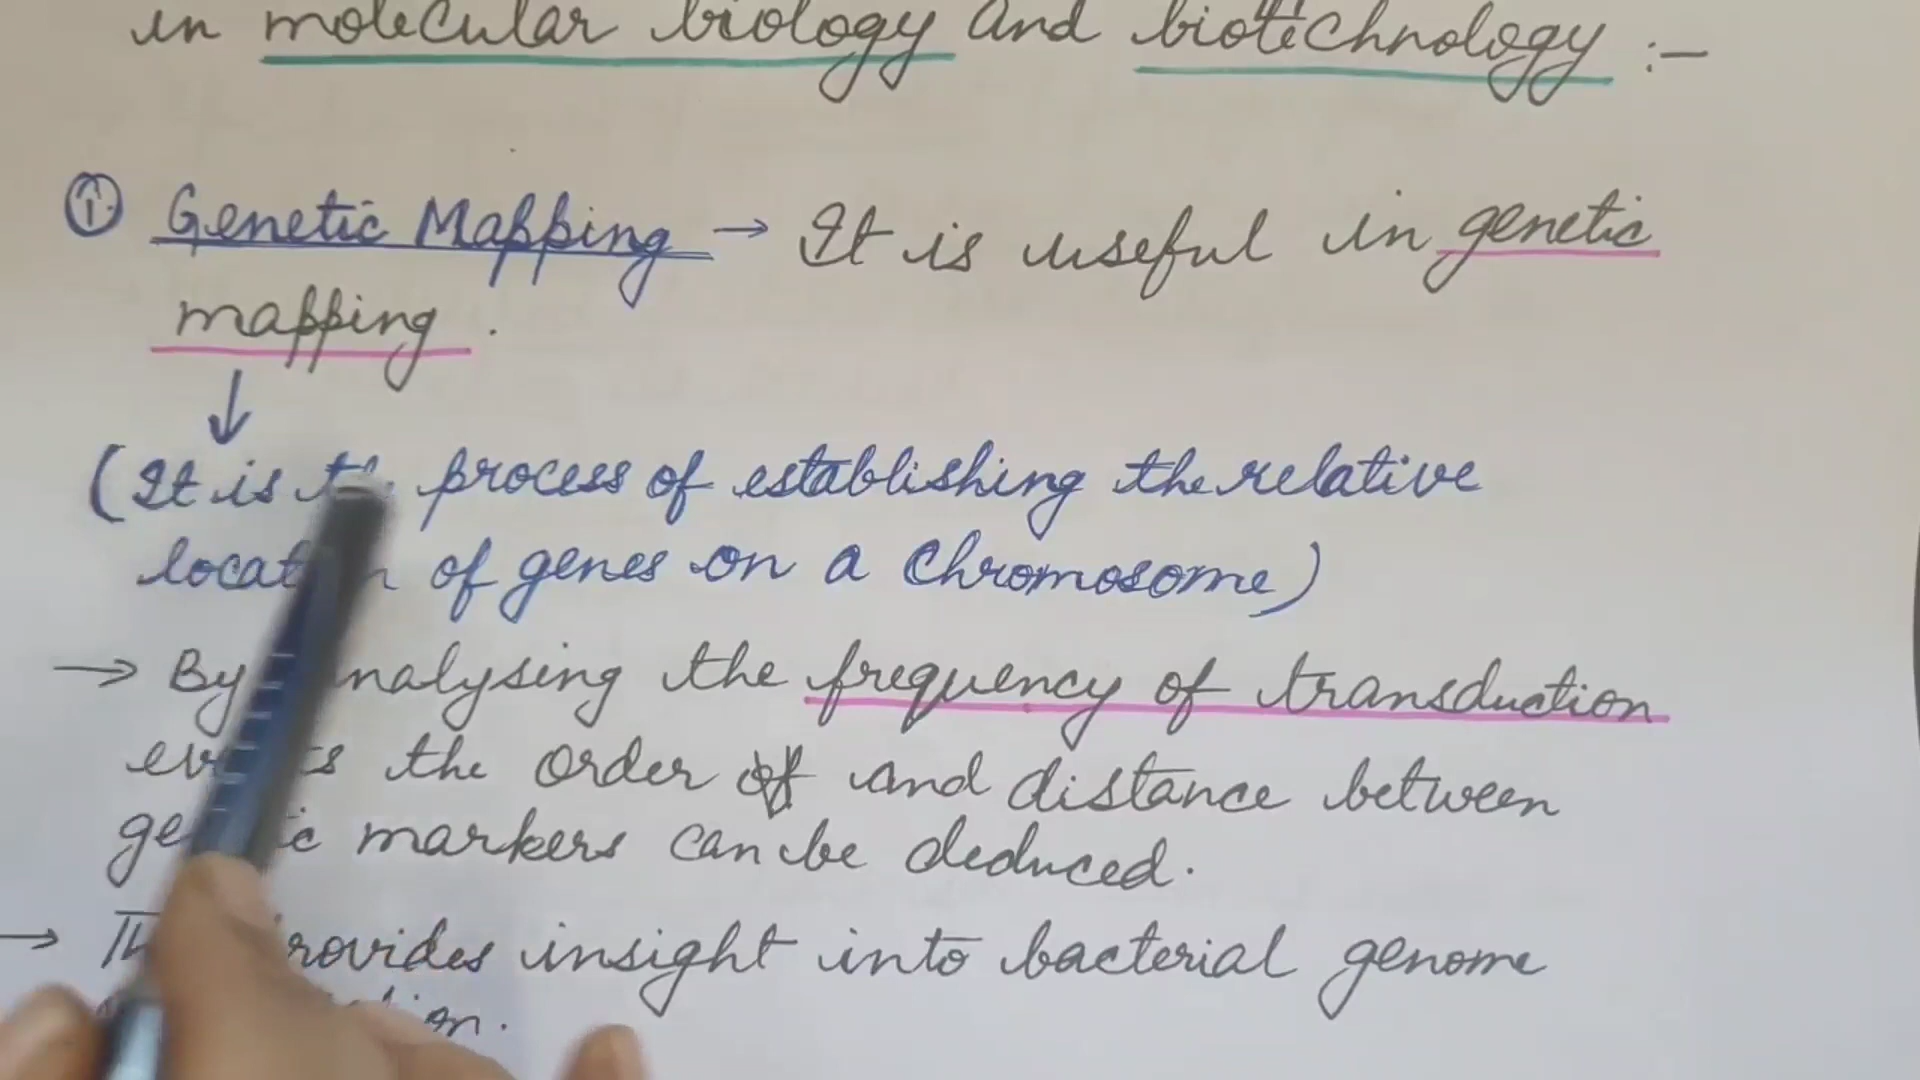 in molecular biology and biotechnology :-
① Genetic Mapping → It is useful in genetic
mapping .
↓
(It is process of establishing the relative
of genes on a chromosome)
→ By the frequency of transduction
the order of and distance between
markers can be deduced.
→ insight into bacterial genome